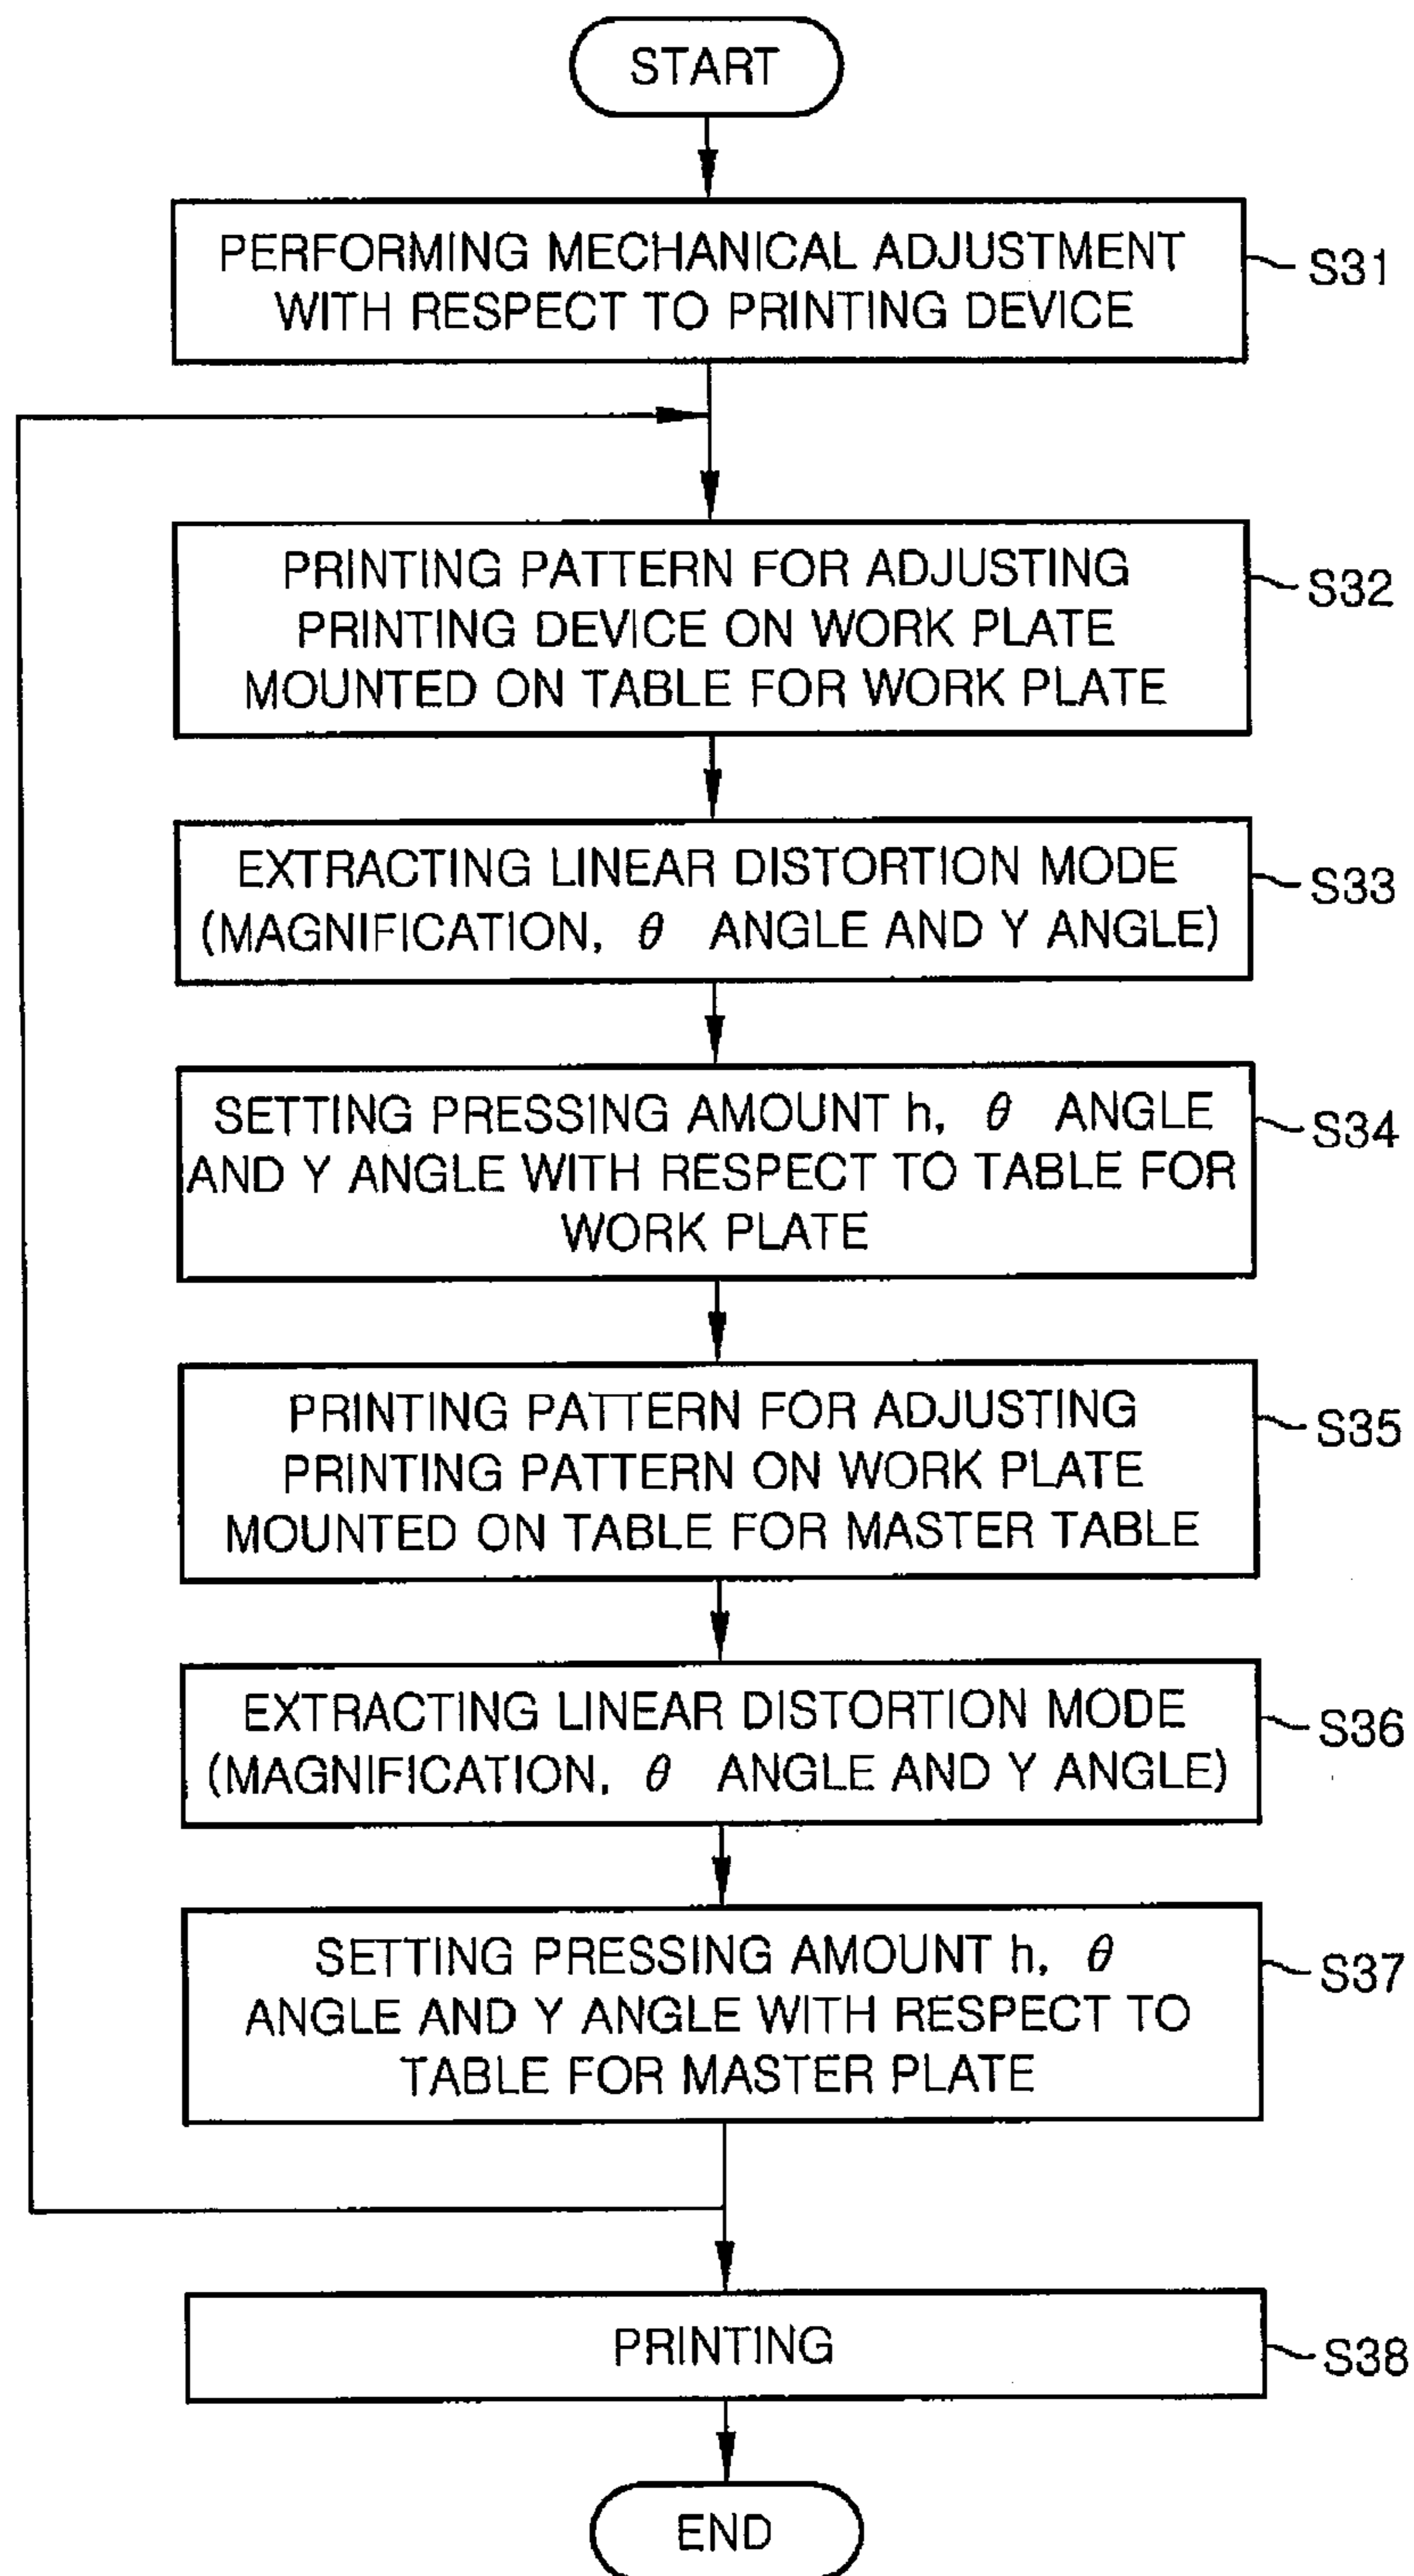 START
PERFORMING MECHANICAL ADJUSTMENT
WITH RESPECT TO PRINTING DEVICE
S31
PRINTING PATTERN FOR ADJUSTING
PRINTING DEVICE ON WORK PLATE
MOUNTED ON TABLE FOR WORK PLATE
S32
EXTRACTING LINEAR DISTORTION MODE
(MAGNIFICATION, θ ANGLE AND Y ANGLE)
S33
SETTING PRESSING AMOUNT h, θ ANGLE
AND Y ANGLE WITH RESPECT TO TABLE FOR
WORK PLATE
S34
PRINTING PATTERN FOR ADJUSTING
PRINTING PATTERN ON WORK PLATE
MOUNTED ON TABLE FOR MASTER TABLE
S35
EXTRACTING LINEAR DISTORTION MODE
(MAGNIFICATION, θ ANGLE AND Y ANGLE)
S36
SETTING PRESSING AMOUNT h, θ
ANGLE AND Y ANGLE WITH RESPECT TO
TABLE FOR MASTER PLATE
S37
PRINTING
S38
END